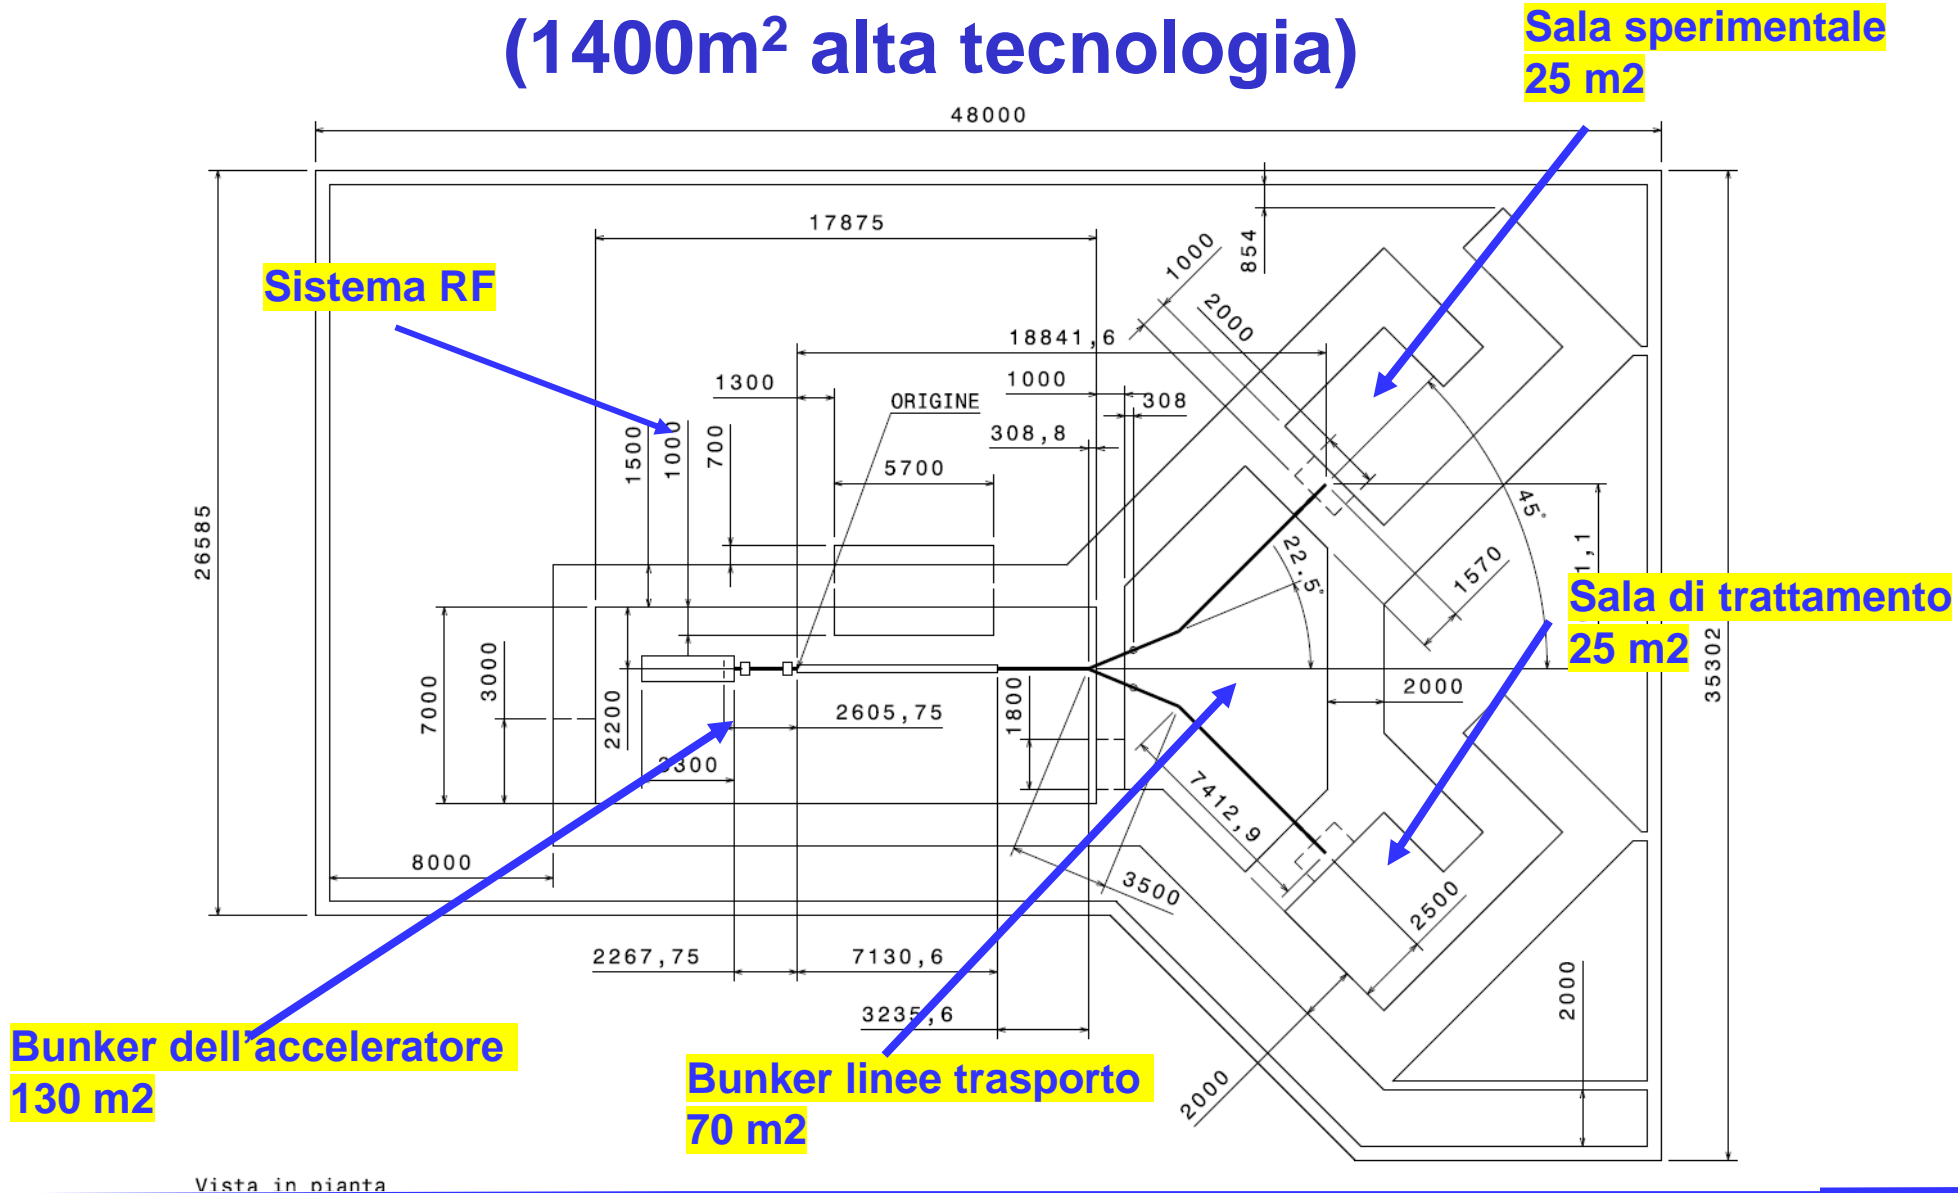 (1400m² alta tecnologia)
Sala sperimentale
25 m2
48000
17875
1000
854
Sistema RF
2000
18841,6
1300
1000
ORIGINE
308
1500
1000
700
308,8
5700
45°
26585
22.5°
1570
Sala di trattamento
25 m2
35302
7000
3000
2200
2605,75
1800
2000
3300
7412,9
8000
3500
2500
2267,75
7130,6
2000
3235,6
Bunker dell’acceleratore
130 m2
Bunker linee trasporto
70 m2
2000
Vista in pianta